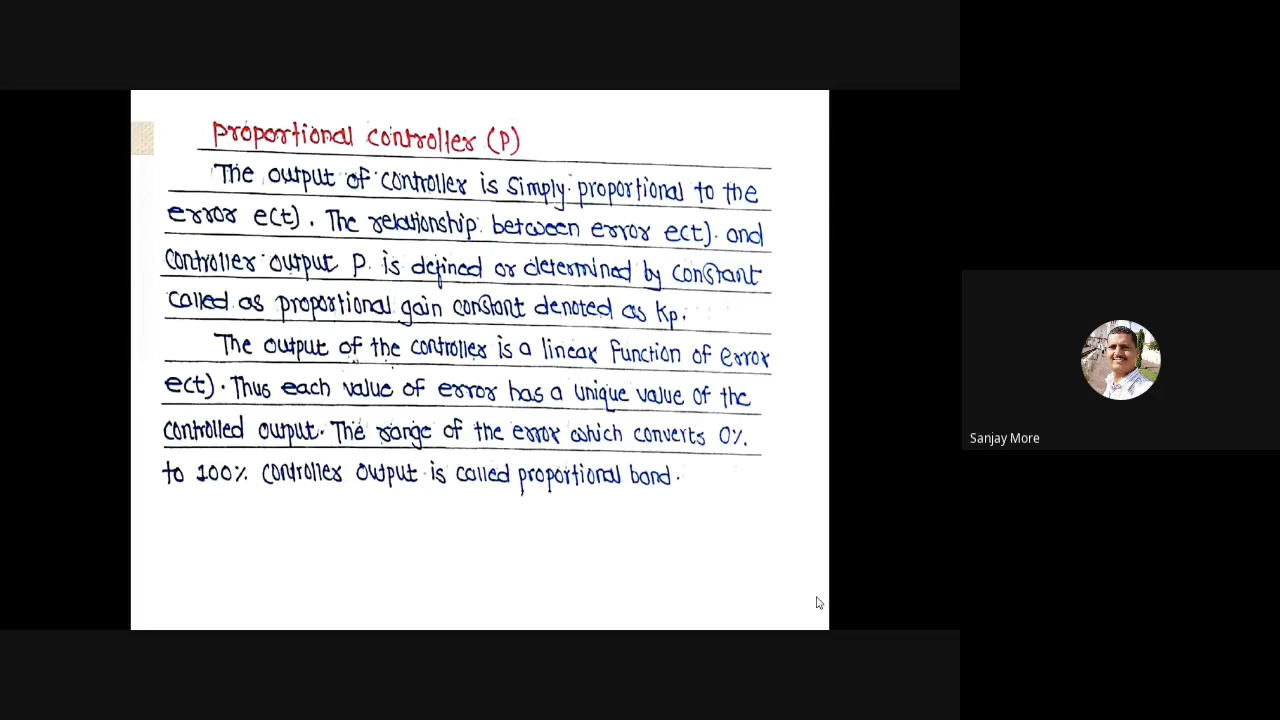 Proportional controller (P)
The output of controller is simply proportional to the
error e(t). The relationship between error e(t). and
controller output P. is defined or determined by constant
called as proportional gain constant denoted as Kp.
The output of the controller is a linear function of error
e(t). Thus each value of error has a unique value of the
controlled output. The range of the error which converts 0%.
to 100% controller output is called proportional band.
Sanjay More